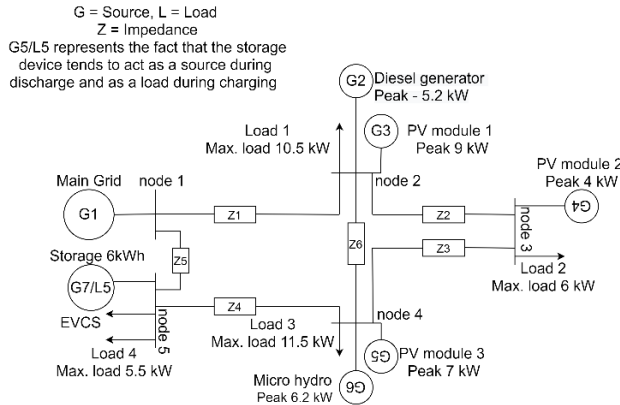 G = Source, L = Load
Z = Impedance
G5/L5 represents the fact that the storage
device tends to act as a source during
discharge and as a load during charging
G2
Diesel generator
Peak - 5.2 kW
Load 1
Max. load 10.5 kW
G3
PV module 1
Peak 9 kW
PV module 2
Peak 4 kW
G4
Main Grid
node 1
node 2
G1
Z1
Z2
node 3
Z6
Z3
Z5
Load 2
Max. load 6 kW
Storage 6kWh
G7/L5
EVCS
Z4
node 5
node 4
Load 3
Max. load 11.5 kW
Load 4
Max. load 5.5 kW
G5
PV module 3
Peak 7 kW
Micro hydro
Peak 6.2 kW
G6